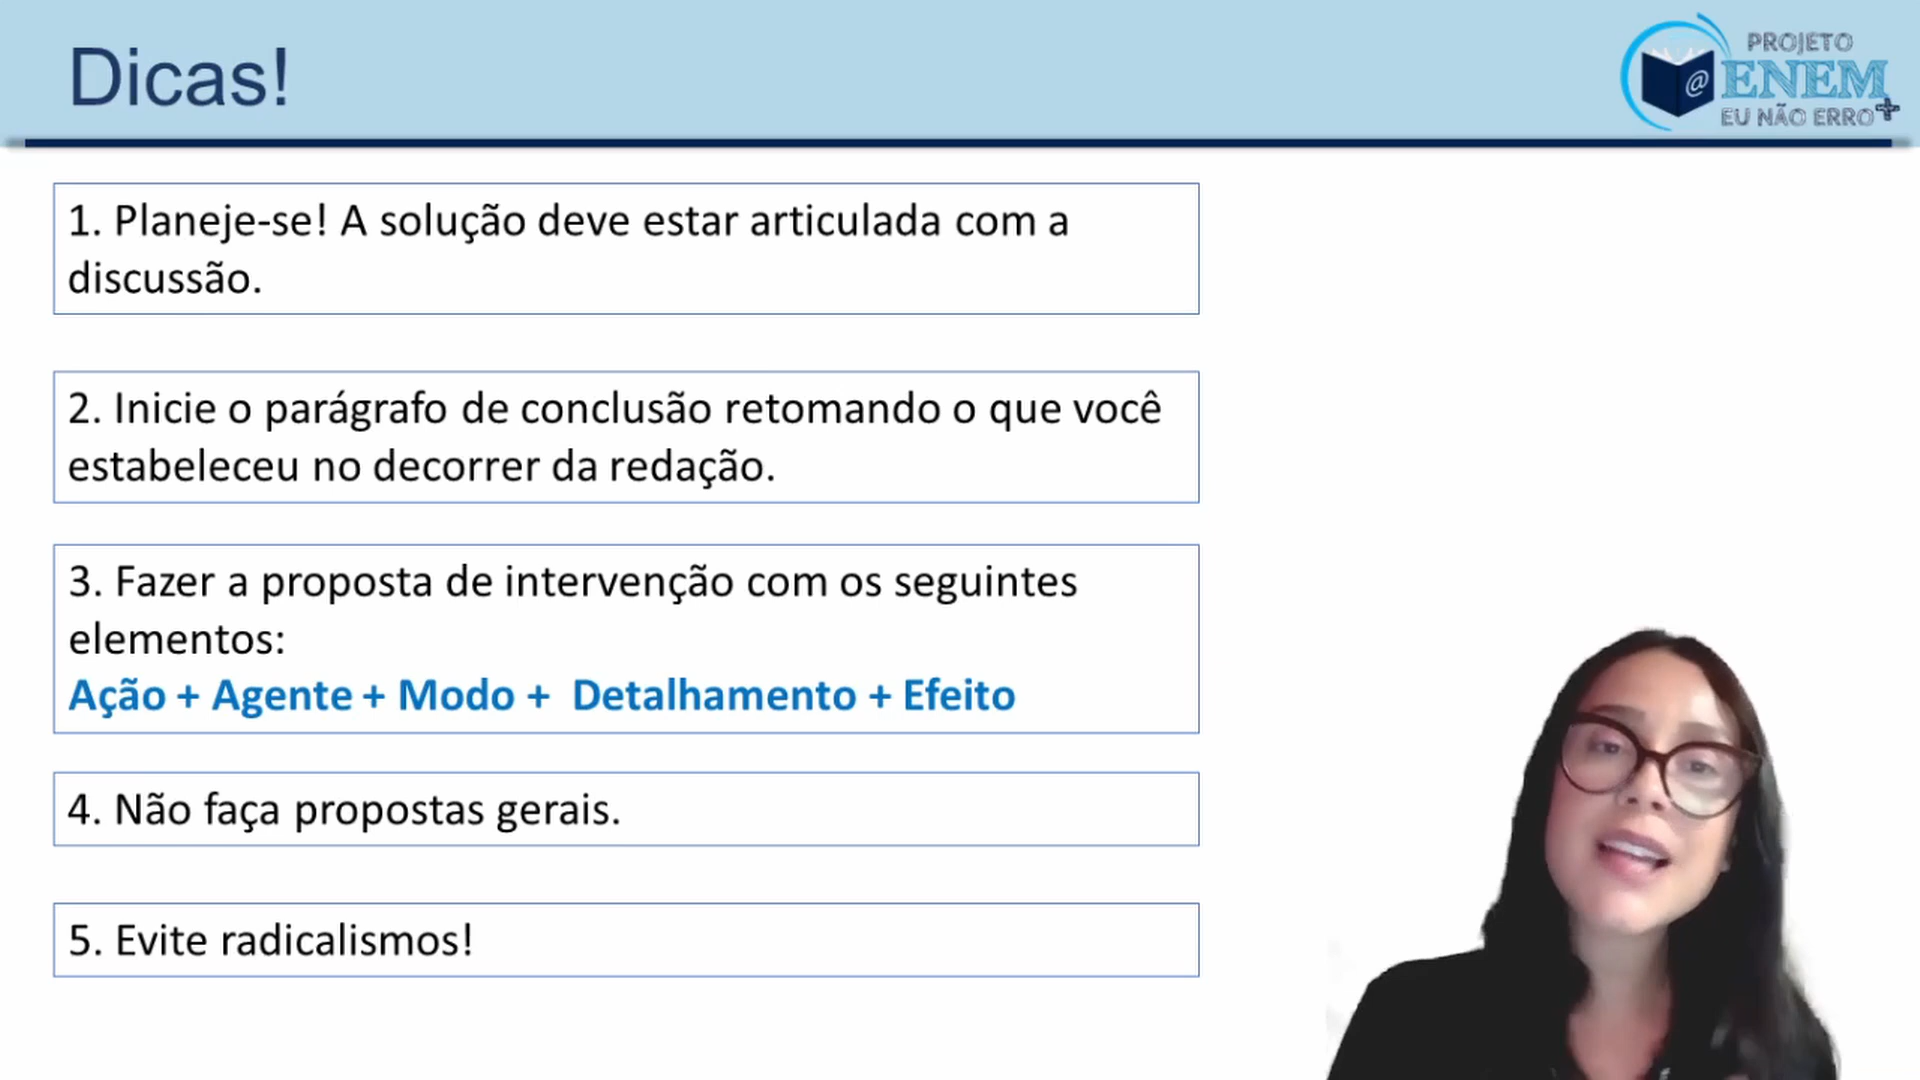 Dicas!
PROJETO
@ENEM
EU NÃO ERRO+
1. Planeje-se! A solução deve estar articulada com a
discussão.
2. Inicie o parágrafo de conclusão retomando o que você
estabeleceu no decorrer da redação.
3. Fazer a proposta de intervenção com os seguintes
elementos:
Ação + Agente + Modo + Detalhamento + Efeito
4. Não faça propostas gerais.
5. Evite radicalismos!